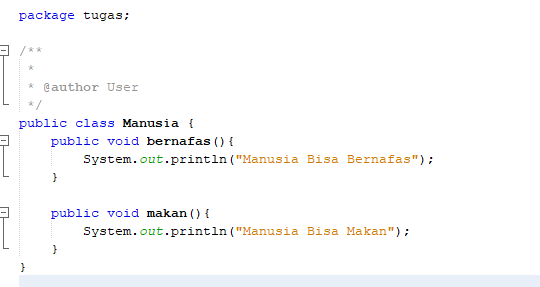 package tugas;
/**
 *
 * @author User
 */
public class Manusia {
    public void bernafas(){
        System.out.println("Manusia Bisa Bernafas");
    }
    public void makan(){
        System.out.println("Manusia Bisa Makan");
    }
}